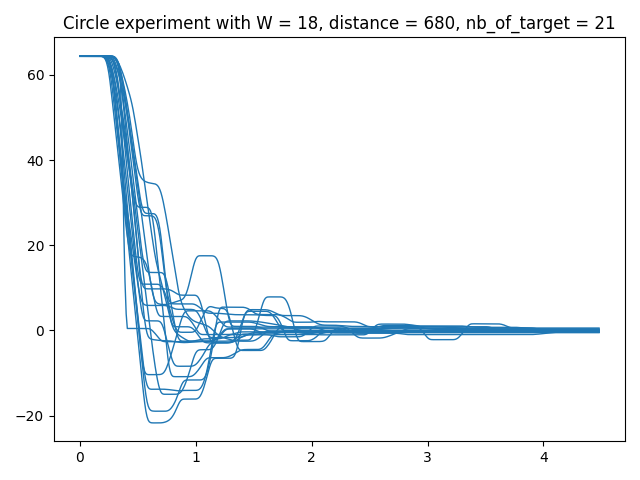 Circle experiment with W = 18, distance = 680, nb_of_target = 21
60
40
20
0
−20
0 1 2 3 4